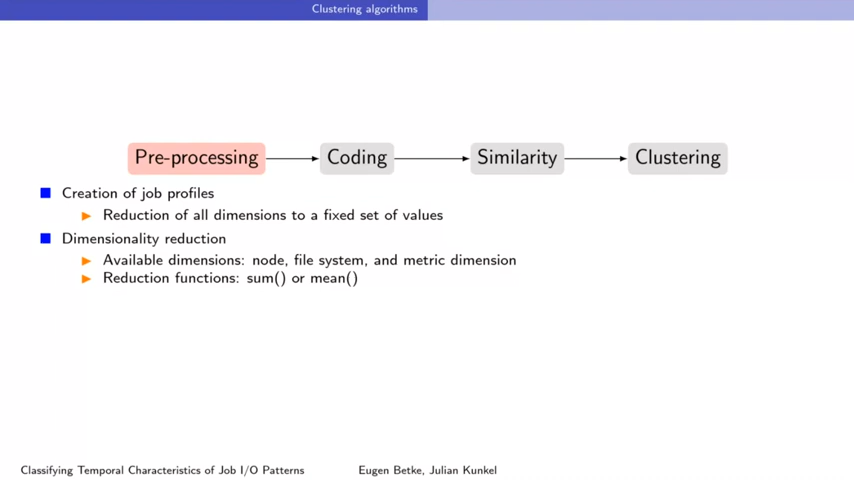 Clustering algorithms
Pre-processing Coding Similarity Clustering
Creation of job profiles
Reduction of all dimensions to a fixed set of values
Dimensionality reduction
Available dimensions: node, file system, and metric dimension
Reduction functions: sum() or mean()
Classifying Temporal Characteristics of Job I/O Patterns Eugen Betke, Julian Kunkel